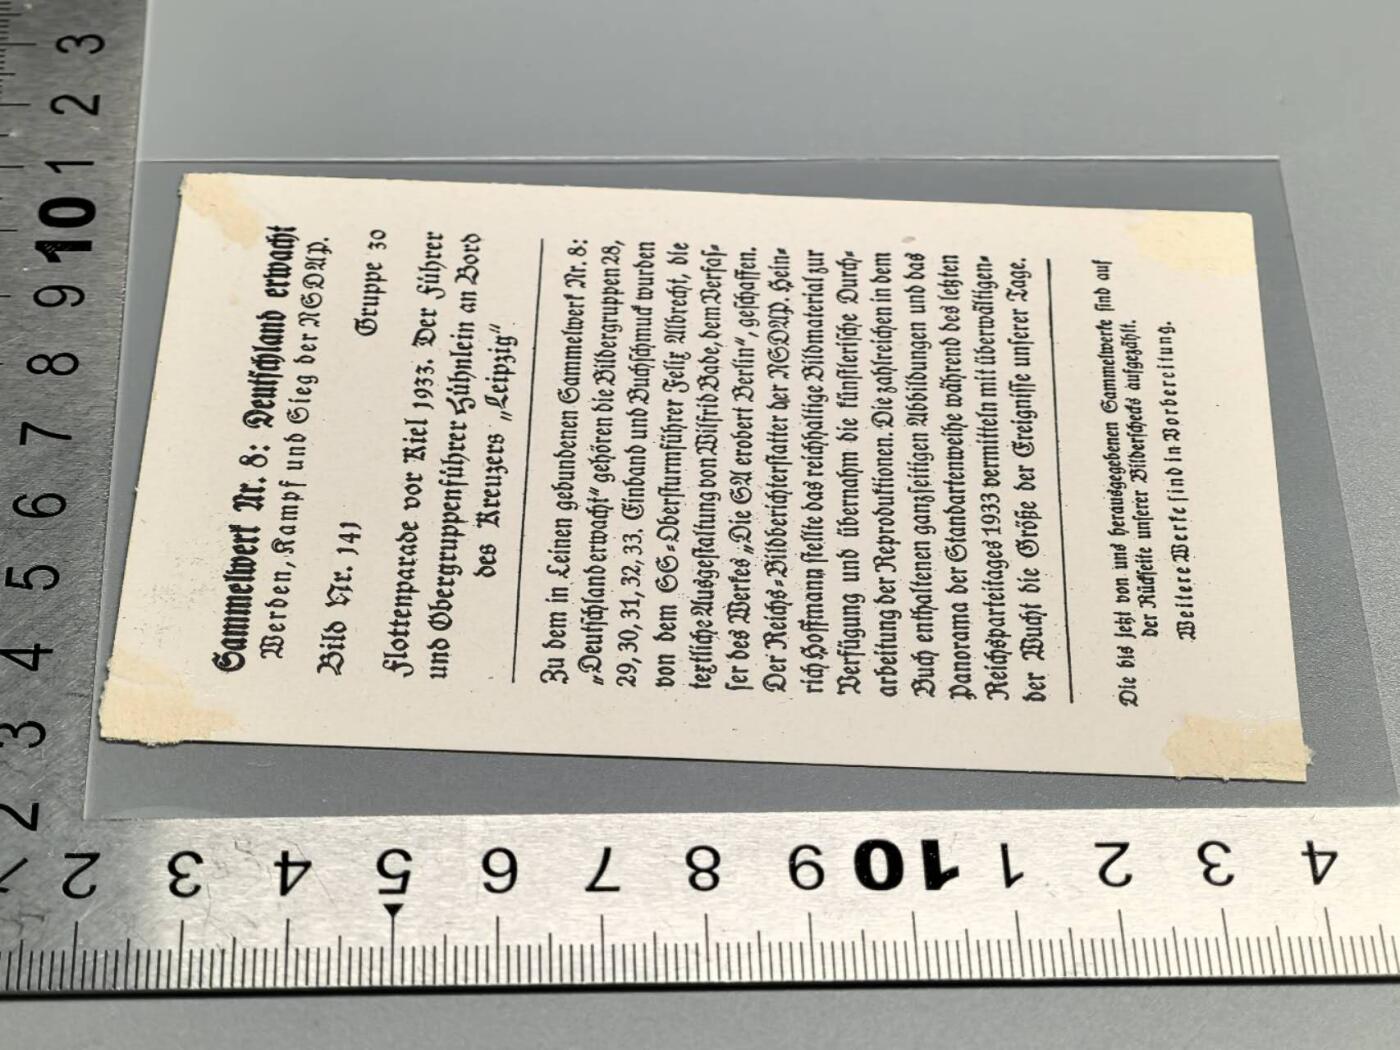 Sammelwerk Nr. 8: Deutschland erwacht
Werden, Kampf und Sieg der NSDAP.
Bild Nr. 141 Gruppe 30
Flottenparade vor Kiel 1933. Der Führer
und Obergruppenführer Hühnlein an Bord
des Kreuzers „Leipzig“.
Zu dem in Leinen gebundenen Sammelwerk Nr. 8:
„Deutschland erwacht“ gehören die Bildergruppen 28,
29, 30, 31, 32, 33. Einband und Buchschmuck wurden
von dem SS-Obersturmführer Felix Albrecht, die
textliche Ausgestaltung von Wilfrid Bade, dem Verfas-
ser des Werkes „Die SA erobert Berlin“, geschaffen.
Der Reichs-Bildberichterstatter der NSDAP. Hein-
rich Hoffmann stellte das reichhaltige Bildmaterial zur
Verfügung und übernahm die künstlerische Durch-
arbeitung der Reproduktionen. Die zahlreichen in dem
Buch enthaltenen ganzseitigen Abbildungen und das
Panorama der Standartenweihe während des letzten
Reichsparteitages 1933 vermitteln mit überwältigen-
der Wucht die Größe der Ereignisse unserer Tage.
Die bis jetzt von uns herausgegebenen Sammelwerke sind auf
der Rückseite unserer Bilderschecks aufgezählt.
Weitere Werke sind in Vorbereitung.
3
2
1
10
9
8
7
6
5
4
3
2
2 3 4 5 6 7 8 9 10 1 2 3 4